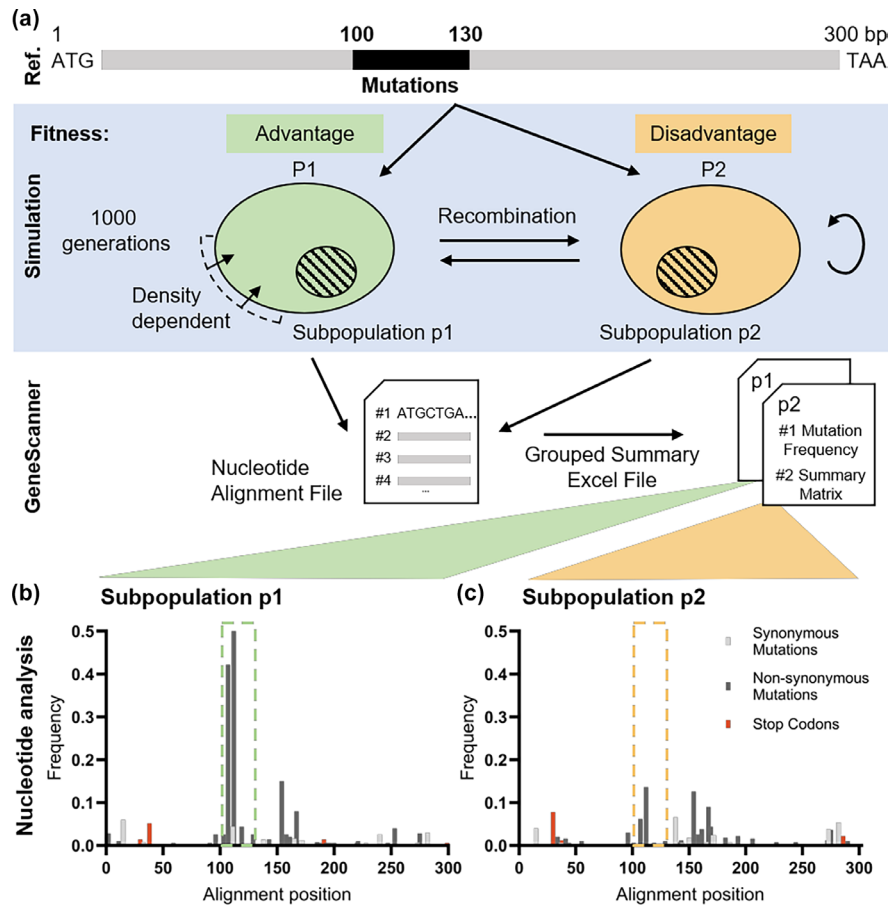 (a)
1 100 130 300 bp
Ref. ATG TAA
Mutations
Simulation
Fitness: Advantage Disadvantage
P1 P2
1000
generations
Recombination
Density
dependent
Subpopulation p1 Subpopulation p2
GeneScanner
Nucleotide
Alignment File
#1 ATGCTGA...
#2
#3
#4
...
Grouped Summary
Excel File
p1
p2
#1 Mutation
Frequency
#2 Summary
Matrix
Nucleotide analysis
(b) Subpopulation p1
Frequency
0.5
0.4
0.3
0.2
0.1
0.0
0 50 100 150 200 250 300
Alignment position
(c) Subpopulation p2
Frequency
0.5
0.4
0.3
0.2
0.1
0.0
0 50 100 150 200 250 300
Alignment position
Synonymous
Mutations
Non-synonymous
Mutations
Stop Codons